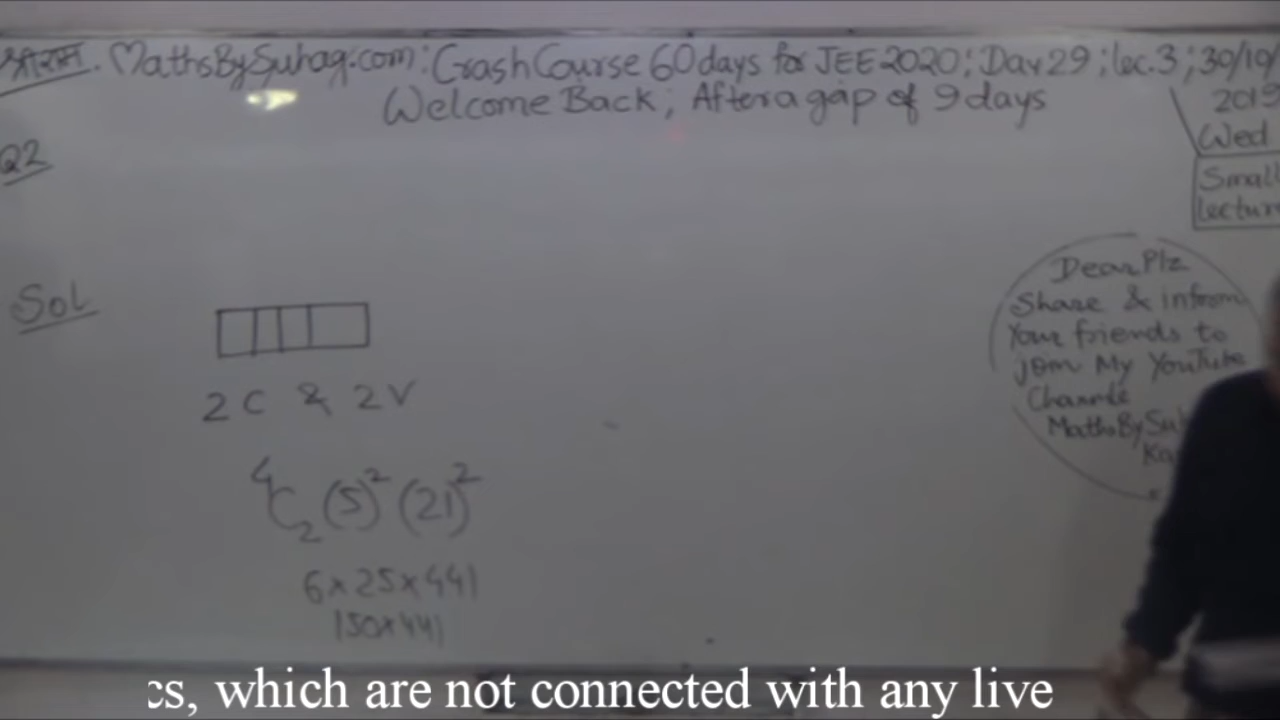 श्रीराम. MathsBySuhag.com: Crash Course 60 days for JEE 2020; Day 29; lec. 3; 30/10/
2019
Welcome Back; After a gap of 9 days
Wed
Q2
Small
lecture
Sol
Dear Plz
Share & inform
Your friends to
join My YouTube
2 C & 2 V
MathsBySu
Ka
⁴C₂ (5)² (21)²
6×25×441
150×441
cs, which are not connected with any live